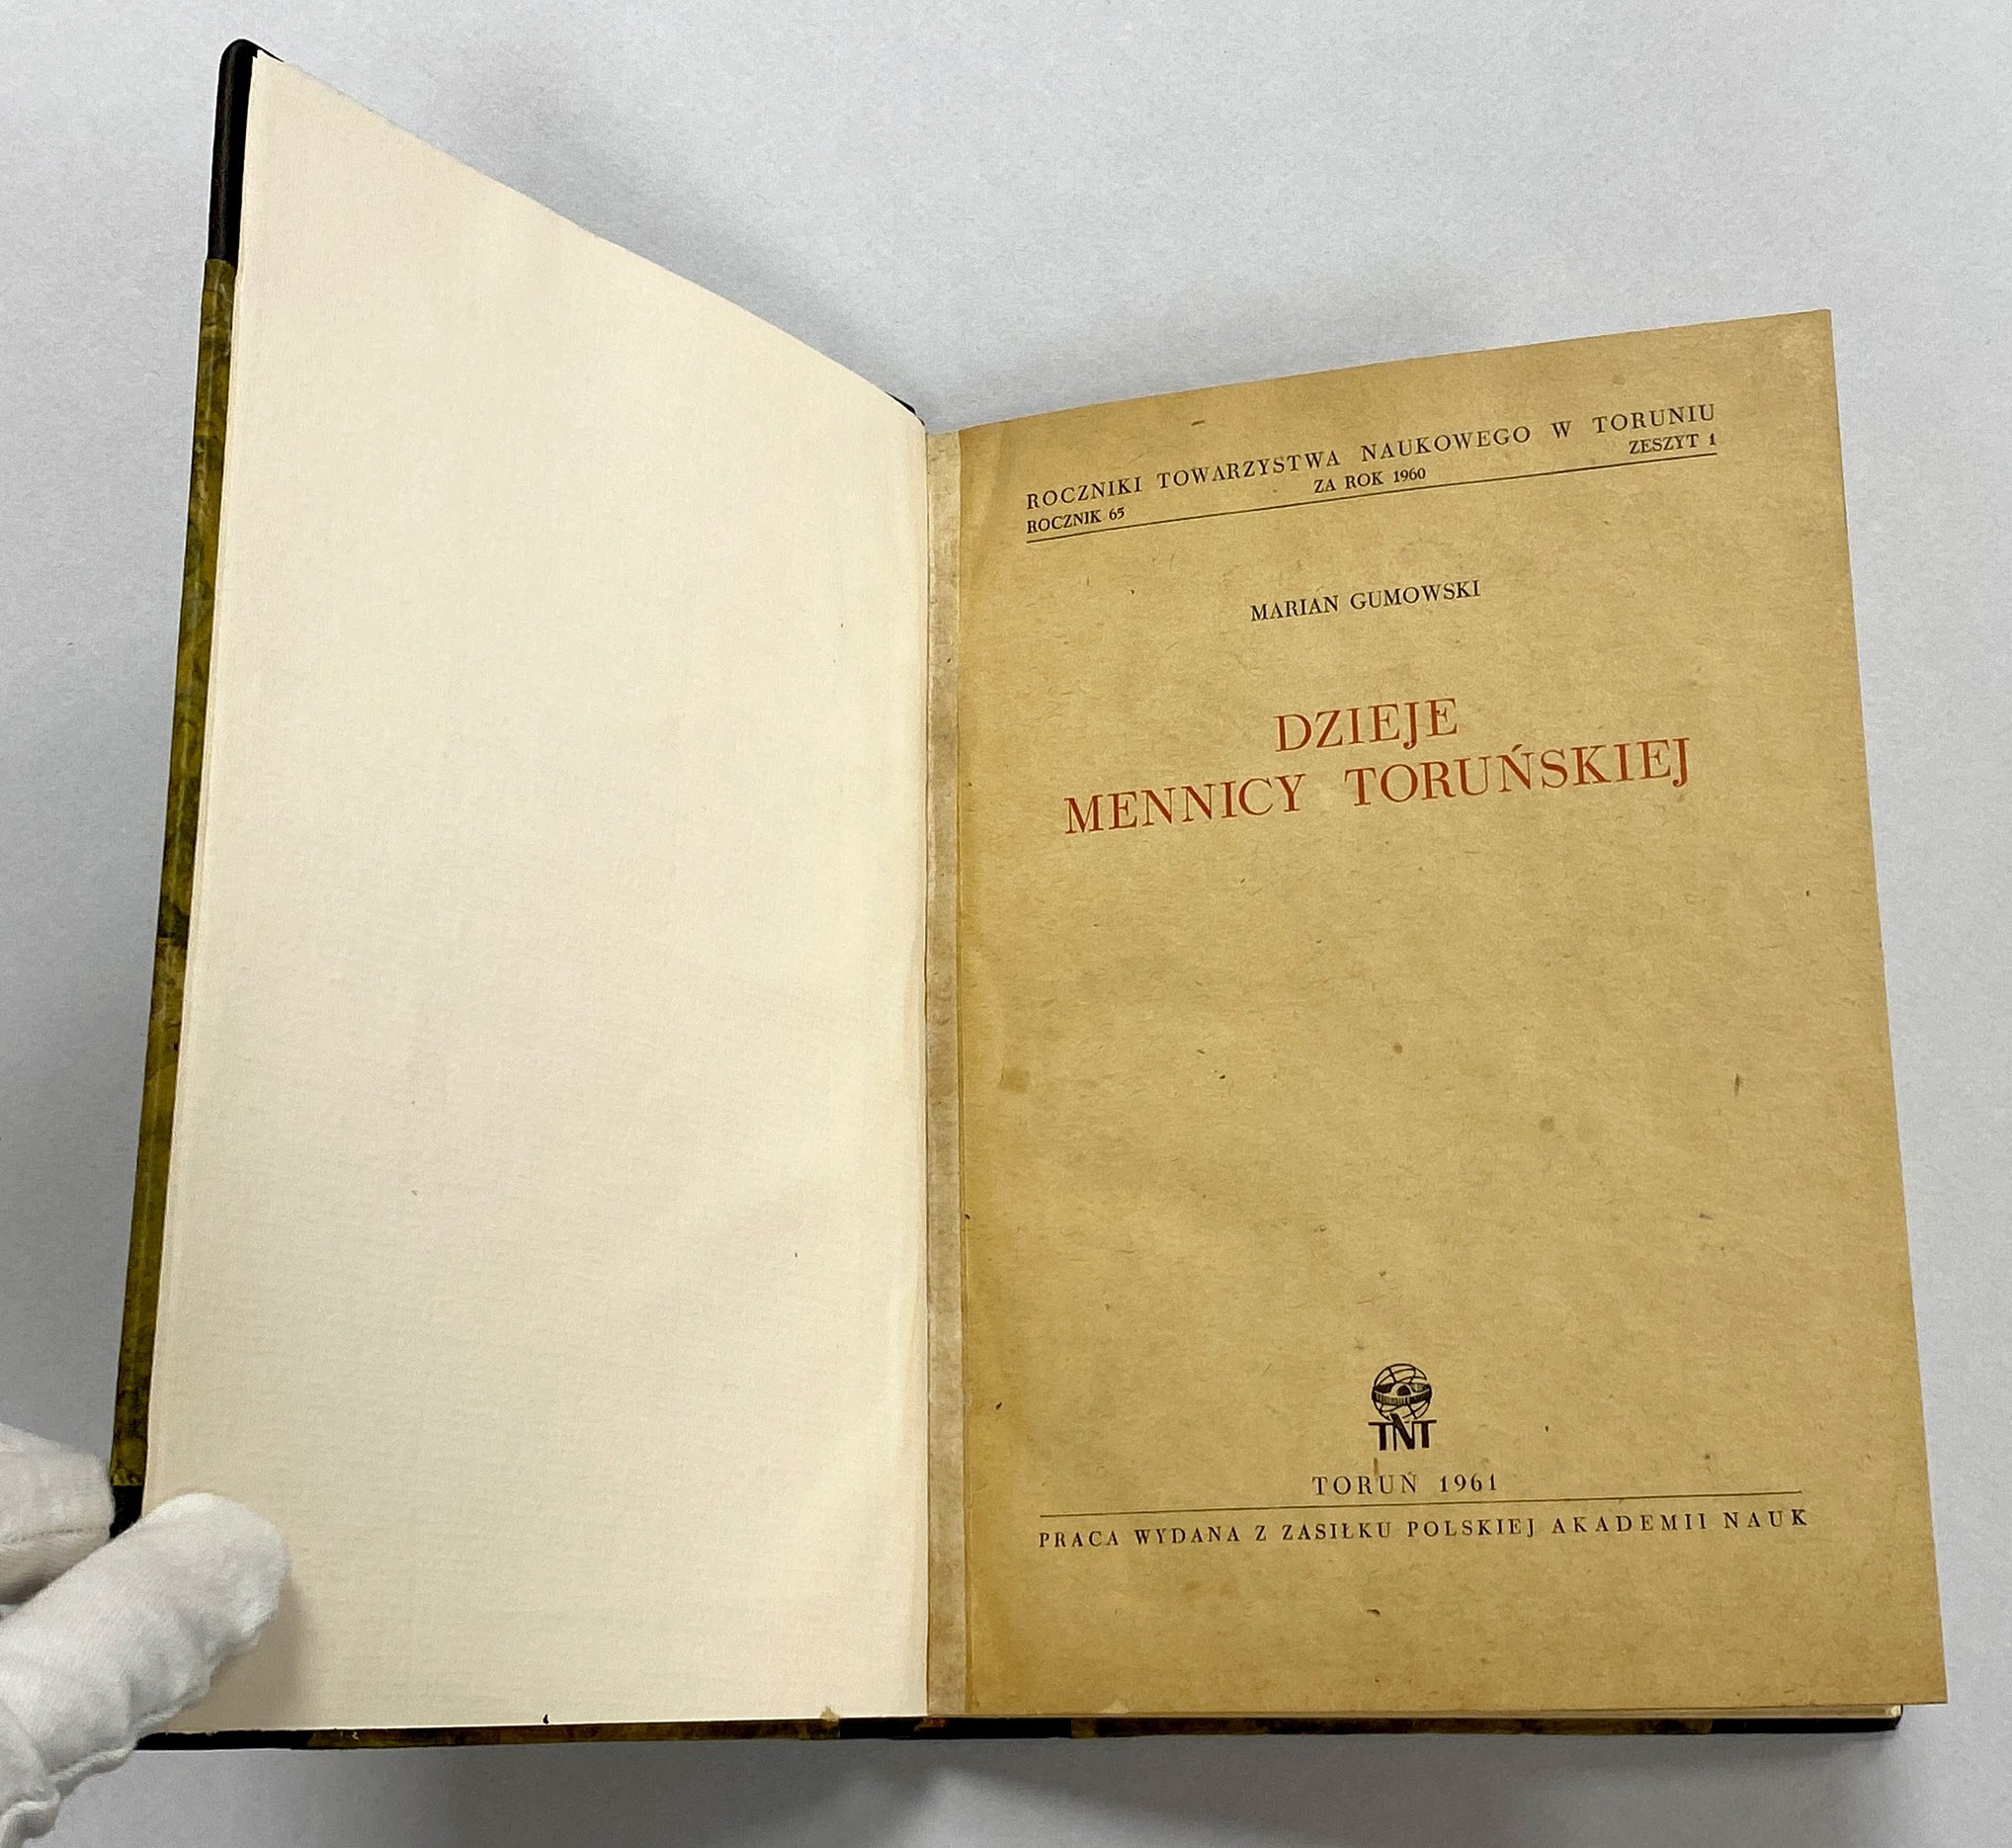 ROCZNIKI TOWARZYSTWA NAUKOWEGO W TORUNIU
ROCZNIK 65 ZA ROK 1960 ZESZYT 1
MARIAN GUMOWSKI
DZIEJE
MENNICY TORUŃSKIEJ
TNT
TORUŃ 1961
PRACA WYDANA Z ZASIŁKU POLSKIEJ AKADEMII NAUK